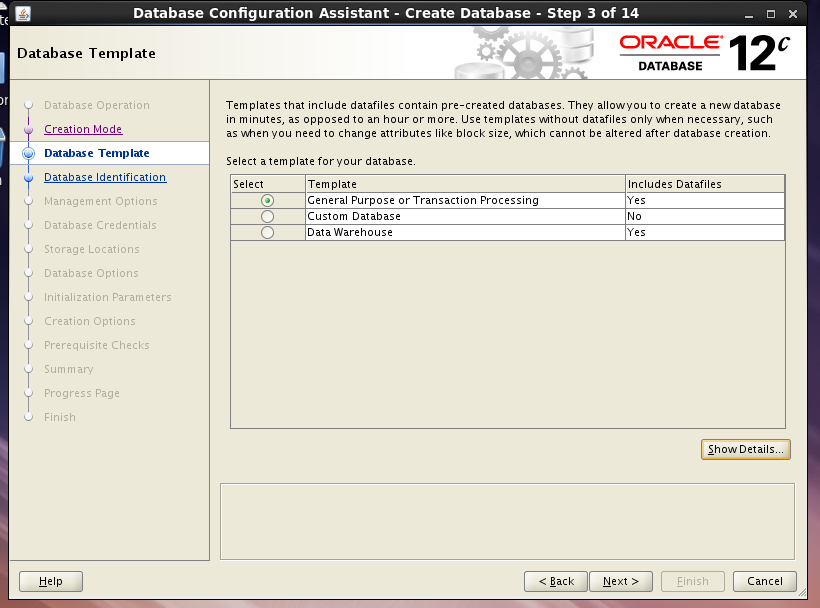 Database Configuration Assistant - Create Database - Step 3 of 14
Database Template
ORACLE
DATABASE
12c
Database Operation
Creation Mode
Database Template
Database Identification
Management Options
Database Credentials
Storage Locations
Database Options
Initialization Parameters
Creation Options
Prerequisite Checks
Summary
Progress Page
Finish
Templates that include datafiles contain pre-created databases. They allow you to create a new database
in minutes, as opposed to an hour or more. Use templates without datafiles only when necessary, such
as when you need to change attributes like block size, which cannot be altered after database creation.
Select a template for your database.
Select Template Includes Datafiles
General Purpose or Transaction Processing Yes
Custom Database No
Data Warehouse Yes
Show Details...
Help
< Back
Next >
Finish
Cancel